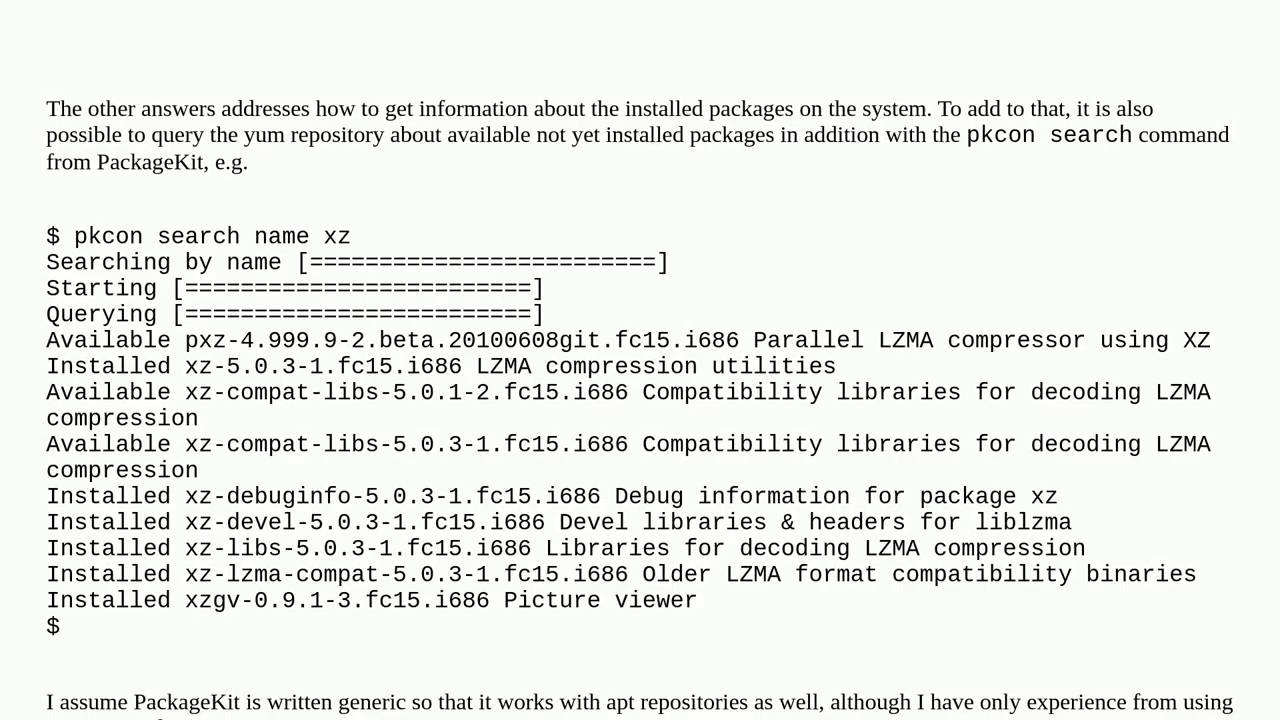 The other answers addresses how to get information about the installed packages on the system. To add to that, it is also
possible to query the yum repository about available not yet installed packages in addition with the pkcon search command
from PackageKit, e.g.
$ pkcon search name xz
Searching by name [=========================]
Starting [=========================]
Querying [=========================]
Available pxz-4.999.9-2.beta.20100608git.fc15.i686 Parallel LZMA compressor using XZ
Installed xz-5.0.3-1.fc15.i686 LZMA compression utilities
Available xz-compat-libs-5.0.1-2.fc15.i686 Compatibility libraries for decoding LZMA
compression
Available xz-compat-libs-5.0.3-1.fc15.i686 Compatibility libraries for decoding LZMA
compression
Installed xz-debuginfo-5.0.3-1.fc15.i686 Debug information for package xz
Installed xz-devel-5.0.3-1.fc15.i686 Devel libraries & headers for liblzma
Installed xz-libs-5.0.3-1.fc15.i686 Libraries for decoding LZMA compression
Installed xz-lzma-compat-5.0.3-1.fc15.i686 Older LZMA format compatibility binaries
Installed xzgv-0.9.1-3.fc15.i686 Picture viewer
$
I assume PackageKit is written generic so that it works with apt repositories as well, although I have only experience from using